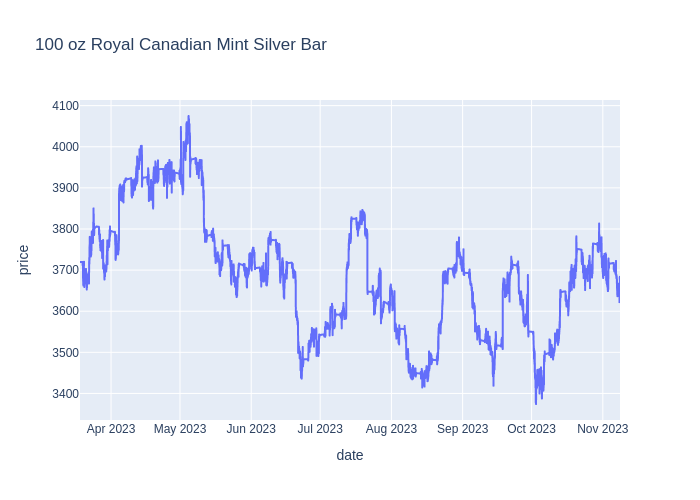 100 oz Royal Canadian Mint Silver Bar
4100
4000
3900
3800
3700
3600
3500
3400
price
Apr 2023 May 2023 Jun 2023 Jul 2023 Aug 2023 Sep 2023 Oct 2023 Nov 2023
date